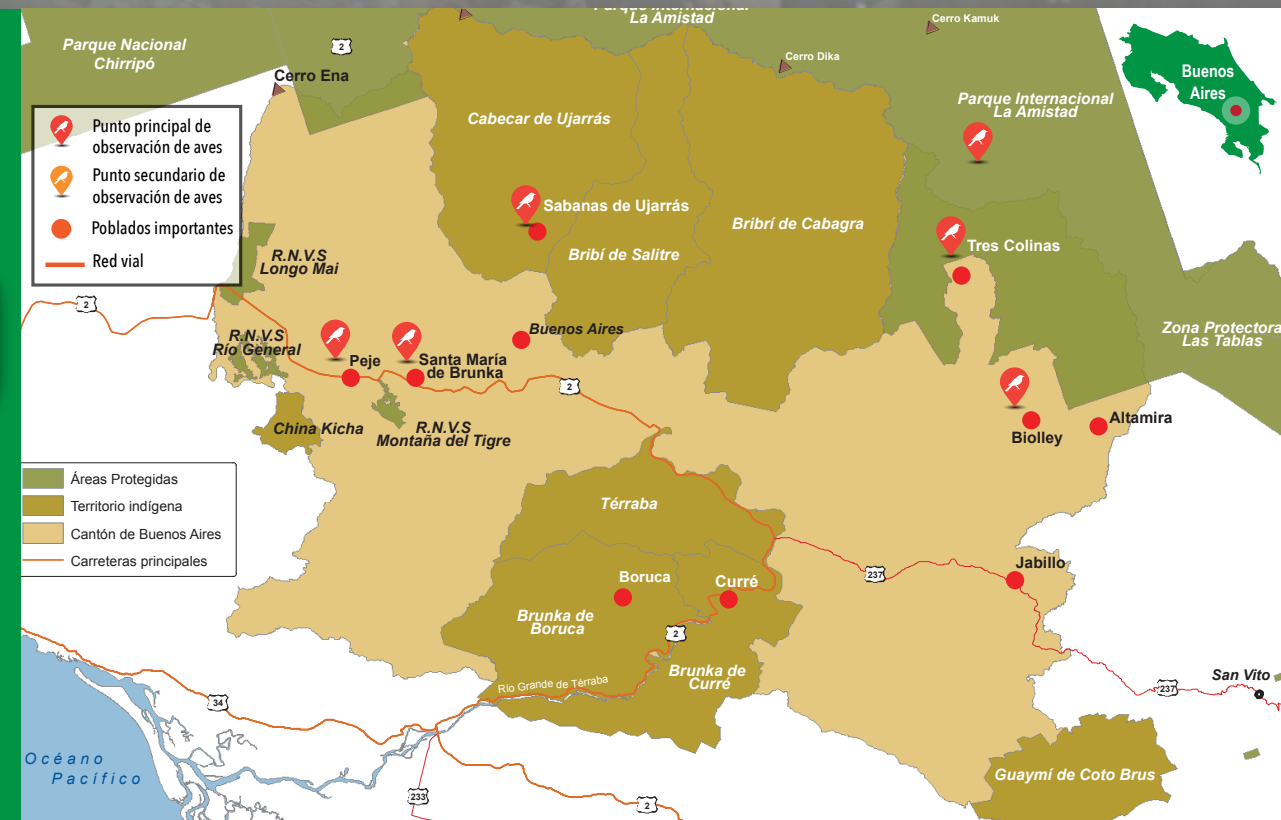 Parque Internacional
La Amistad
Cerro Kamuk
Parque Nacional
Chirripó
2
Cerro Dika
Cerro Ena
Buenos
Aires
Punto principal de
observación de aves
Punto secundario de
observación de aves
Poblados importantes
Red vial
Cabecar de Ujarrás
Parque Internacional
La Amistad
Sabanas de Ujarrás
Bribí de Salitre
Bribrí de Cabagra
Tres Colinas
R.N.V.S
Longo Mai
2
R.N.V.S
Río General
Buenos Aires
Zona Protectora
Las Tablas
Peje
Santa María
de Brunka
2
China Kicha
R.N.V.S
Montaña del Tigre
Biolley
Altamira
Áreas Protegidas
Territorio indígena
Cantón de Buenos Aires
Carreteras principales
Térraba
237
Jabillo
Boruca
Curré
Brunka de
Boruca
2
Brunka de
Curré
Río Grande de Térraba
34
237
San Vito
Océano
Pacífico
Guaymí de Coto Brus
233
2